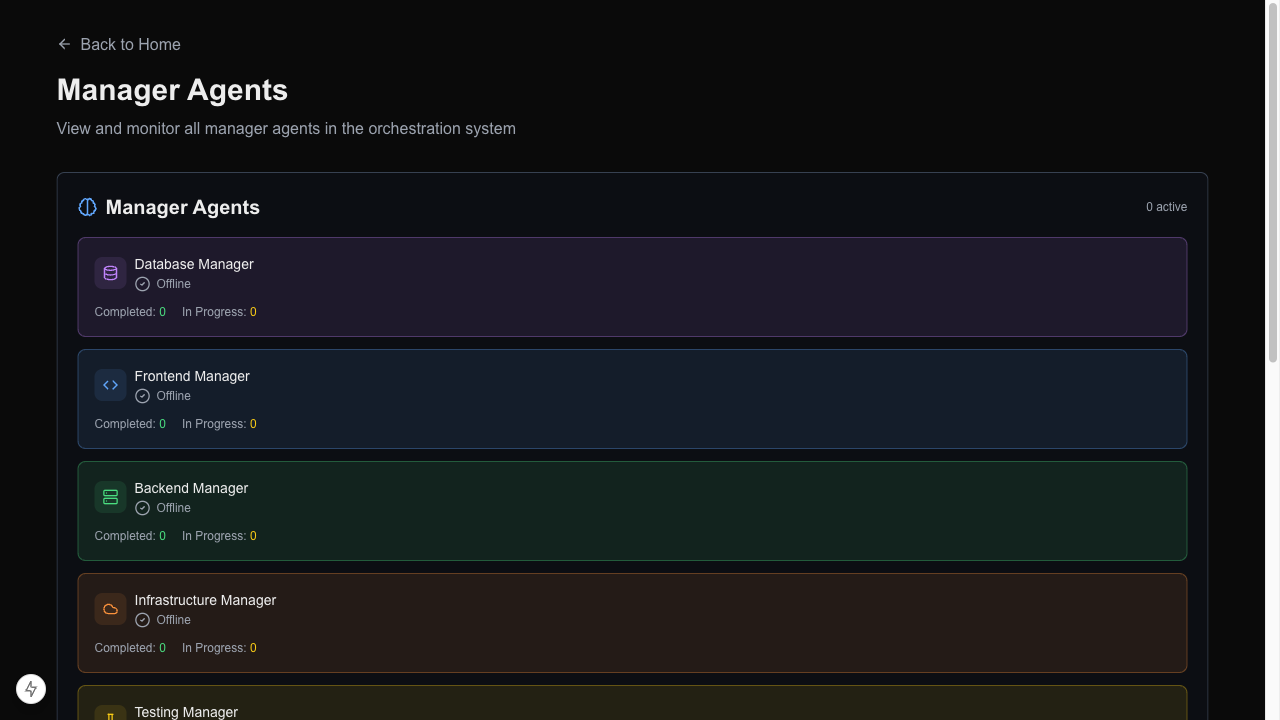 Back to Home
Manager Agents
View and monitor all manager agents in the orchestration system
Manager Agents
0 active
Database Manager
Offline
Completed: 0 In Progress: 0
Frontend Manager
Offline
Completed: 0 In Progress: 0
Backend Manager
Offline
Completed: 0 In Progress: 0
Infrastructure Manager
Offline
Completed: 0 In Progress: 0
Testing Manager